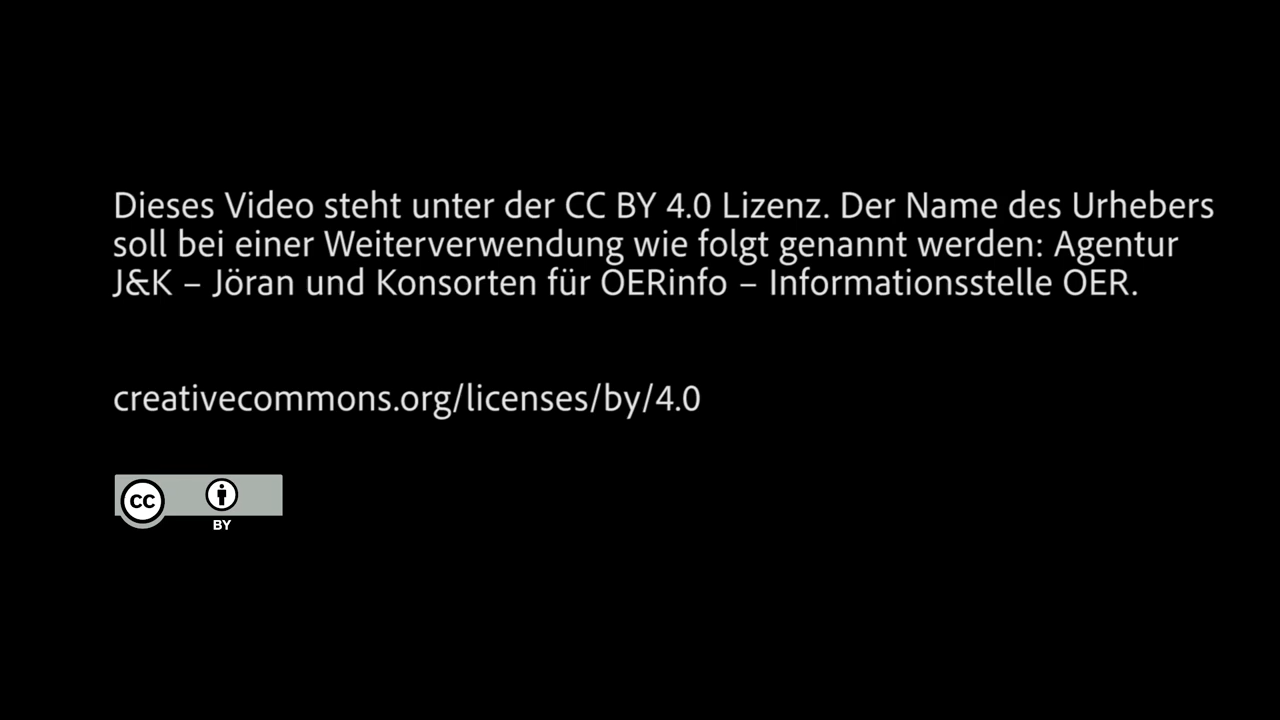 Dieses Video steht unter der CC BY 4.0 Lizenz. Der Name des Urhebers
soll bei einer Weiterverwendung wie folgt genannt werden: Agentur
J&K – Jöran und Konsorten für OERinfo – Informationsstelle OER.
creativecommons.org/licenses/by/4.0
CC
BY